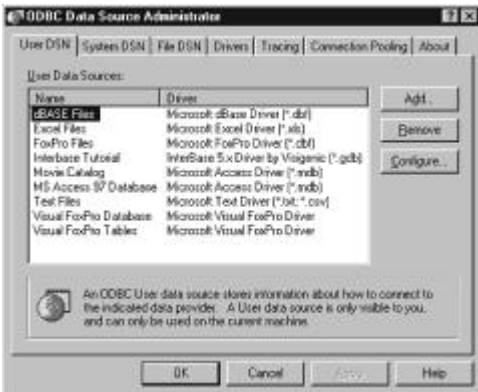 ODBC Data Source Administrator
User DSN System DSN File DSN Drivers Tracing Connection Pooling About
User Data Sources:
Name Driver
dBASE Files Microsoft dBase Driver (*.dbf)
Excel Files Microsoft Excel Driver (*.xls)
FoxPro Files Microsoft FoxPro Driver (*.dbf)
Interbase Tutorial InterBase 5.x Driver by Visigenic (*.gdb)
Movie Catalog Microsoft Access Driver (*.mdb)
MS Access 97 Database Microsoft Access Driver (*.mdb)
Text Files Microsoft Text Driver (*.txt; *.csv)
Visual FoxPro Database Microsoft Visual FoxPro Driver
Visual FoxPro Tables Microsoft Visual FoxPro Driver
Add...
Remove
Configure...
An ODBC User data source stores information about how to connect to
the indicated data provider. A User data source is only visible to you,
and can only be used on the current machine.
OK Cancel Apply Help